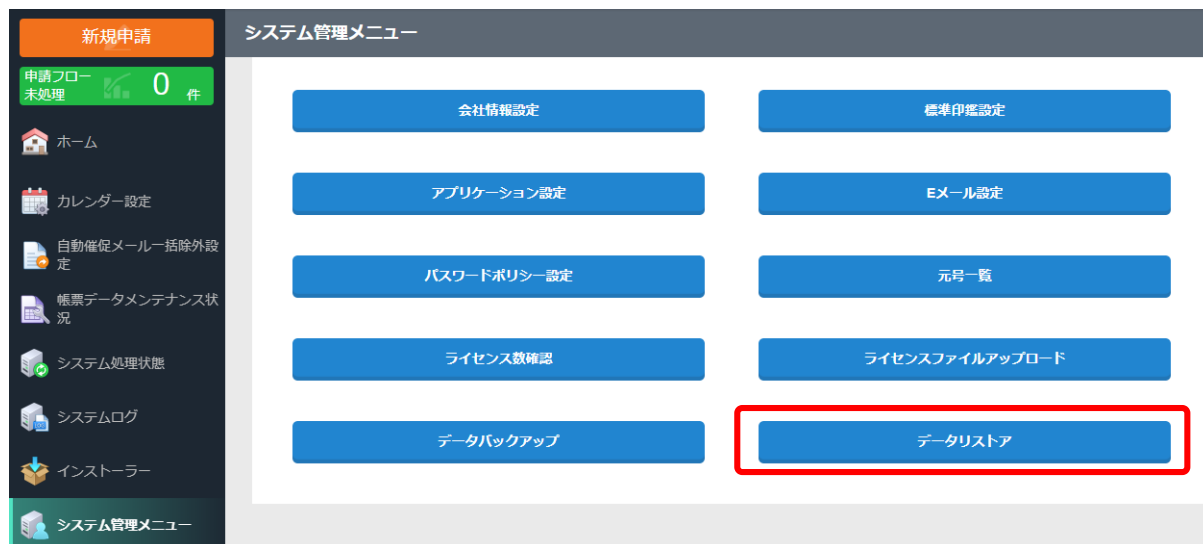 新規申請
システム管理メニュー
申請フロー
未処理
0 件
ホーム
カレンダー設定
自動催促メール一括除外設
定
帳票データメンテナンス状
況
システム処理状態
システムログ
インストーラー
システム管理メニュー
会社情報設定
標準印鑑設定
アプリケーション設定
Eメール設定
パスワードポリシー設定
元号一覧
ライセンス数確認
ライセンスファイルアップロード
データバックアップ
データリストア